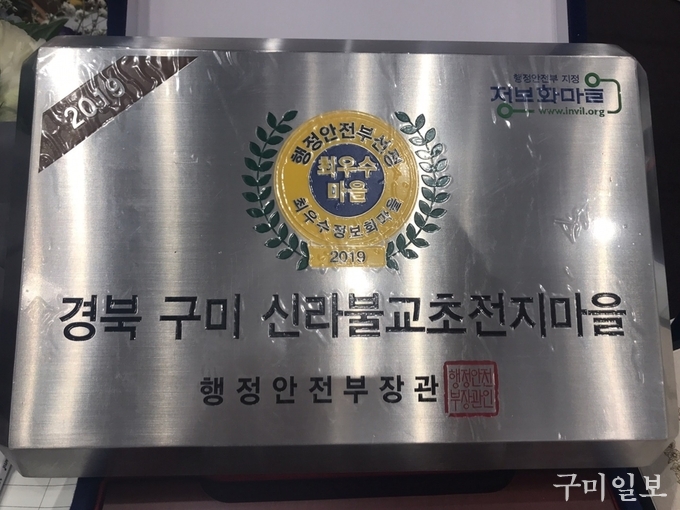 2019
행정안전부 지정
정보화마을
www.invil.org
행정안전부선정
최우수
마을
최우수정보화마을
2019
경북 구미 신라불교초전지마을
행정안전부장관
행정안전
부장관인
구미일보